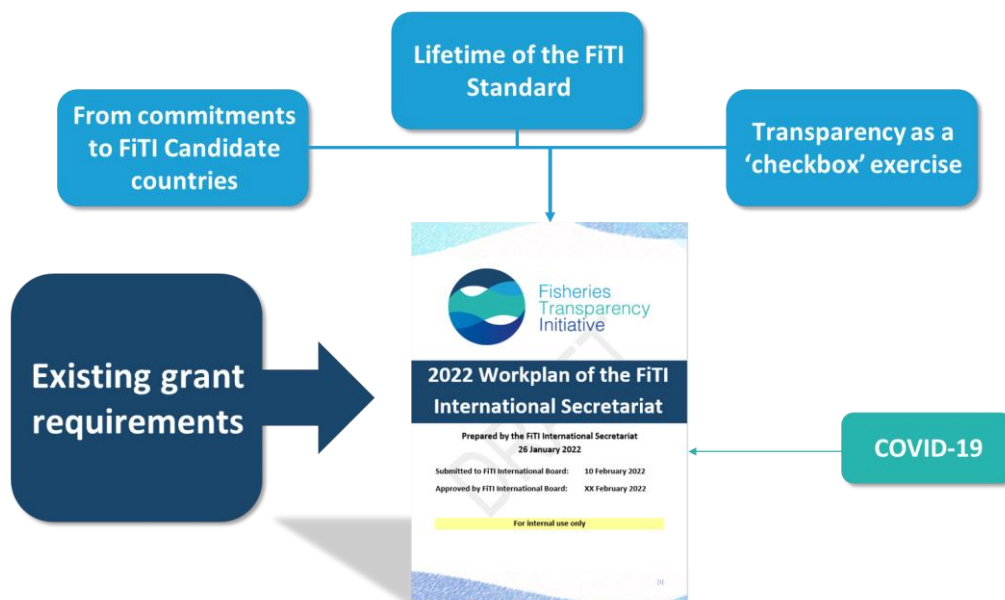 Lifetime of the FiTI
Standard
From commitments
to FiTI Candidate
countries
Transparency as a
‘checkbox’ exercise
Existing grant
requirements
Fisheries
Transparency
Initiative
2022 Workplan of the FiTI
International Secretariat
Prepared by the FiTI International Secretariat
26 January 2022
Submitted to FiTI International Board: 10 February 2022
Approved by FiTI International Board: XX February 2022
For internal use only
DRAFT
COVID-19